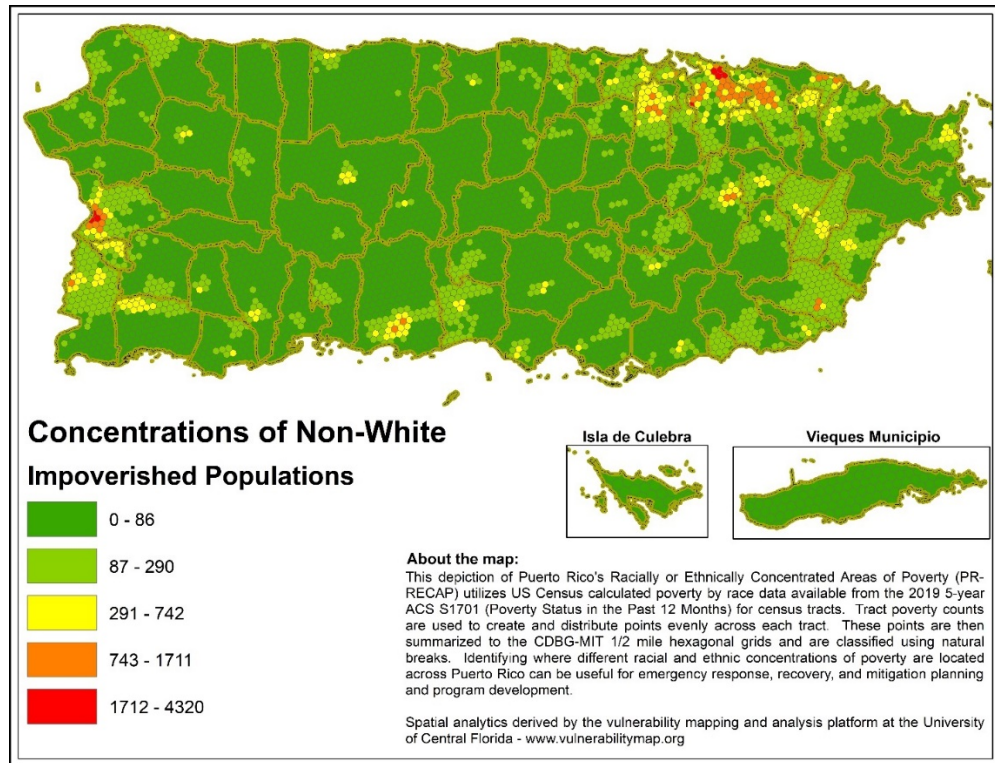 Concentrations of Non-White
Impoverished Populations
0 - 86
87 - 290
291 - 742
743 - 1711
1712 - 4320
Isla de Culebra
Vieques Municipio
About the map:
This depiction of Puerto Rico's Racially or Ethnically Concentrated Areas of Poverty (PR-
RECAP) utilizes US Census calculated poverty by race data available from the 2019 5-year
ACS S1701 (Poverty Status in the Past 12 Months) for census tracts. Tract poverty counts
are used to create and distribute points evenly across each tract. These points are then
summarized to the CDBG-MIT 1/2 mile hexagonal grids and are classified using natural
breaks. Identifying where different racial and ethnic concentrations of poverty are located
across Puerto Rico can be useful for emergency response, recovery, and mitigation planning
and program development.
Spatial analytics derived by the vulnerability mapping and analysis platform at the University
of Central Florida - www.vulnerabilitymap.org